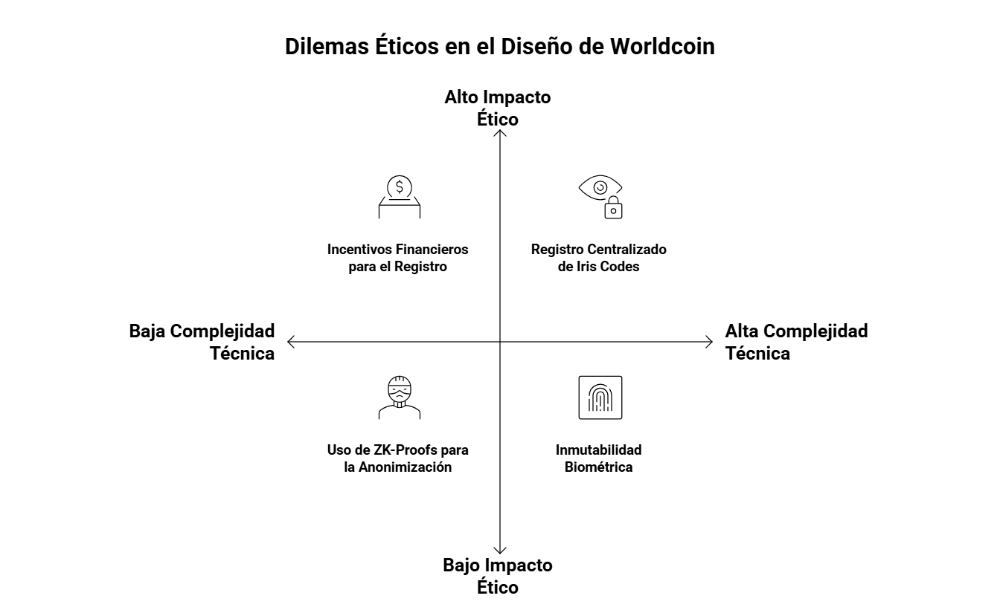 Dilemas Éticos en el Diseño de Worldcoin
Alto Impacto
Ético
$
Incentivos Financieros
para el Registro
Registro Centralizado
de Iris Codes
Baja Complejidad
Técnica
Alta Complejidad
Técnica
Uso de ZK-Proofs para
la Anonimización
Inmutabilidad
Biométrica
Bajo Impacto
Ético